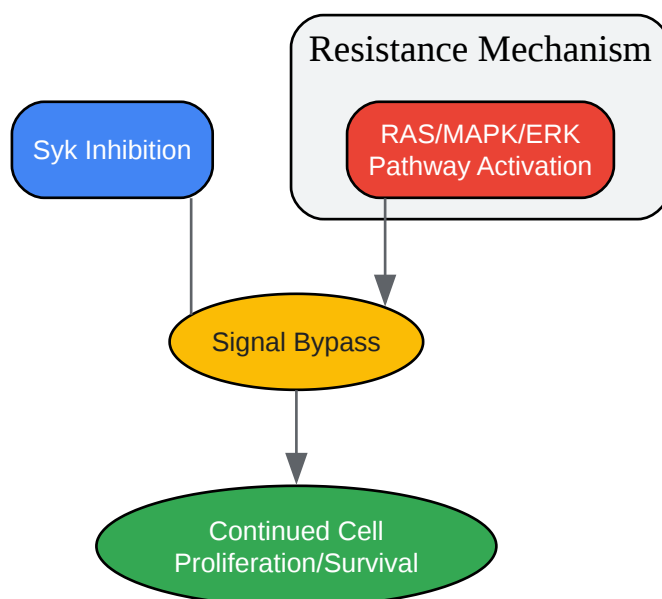 Resistance Mechanism
Syk Inhibition
RAS/MAPK/ERK
Pathway Activation
Signal Bypass
Continued Cell
Proliferation/Survival